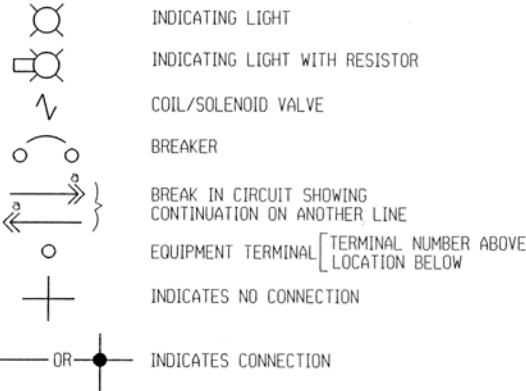 INDICATING LIGHT
INDICATING LIGHT WITH RESISTOR
COIL/SOLENOID VALVE
BREAKER
a
a
BREAK IN CIRCUIT SHOWING
CONTINUATION ON ANOTHER LINE
EQUIPMENT TERMINAL [TERMINAL NUMBER ABOVE
LOCATION BELOW
INDICATES NO CONNECTION
OR INDICATES CONNECTION